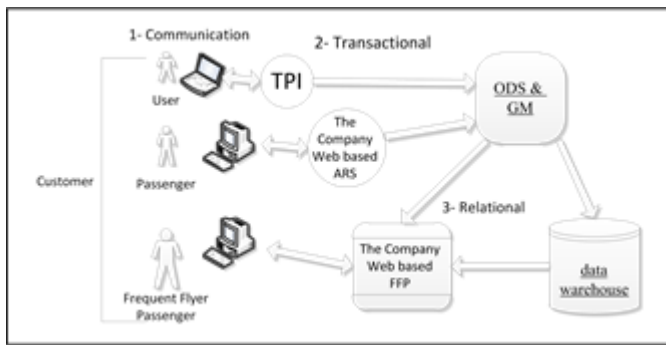 1- Communication
2- Transactional
User
TPI
ODS &
GM
The
Company
Web based
ARS
Passenger
Customer
3- Relational
The Company
Web based
FFP
data
warehouse
Frequent Flyer
Passenger